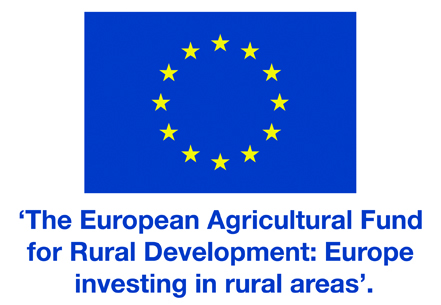 ‘The European Agricultural Fund
for Rural Development: Europe
investing in rural areas’.